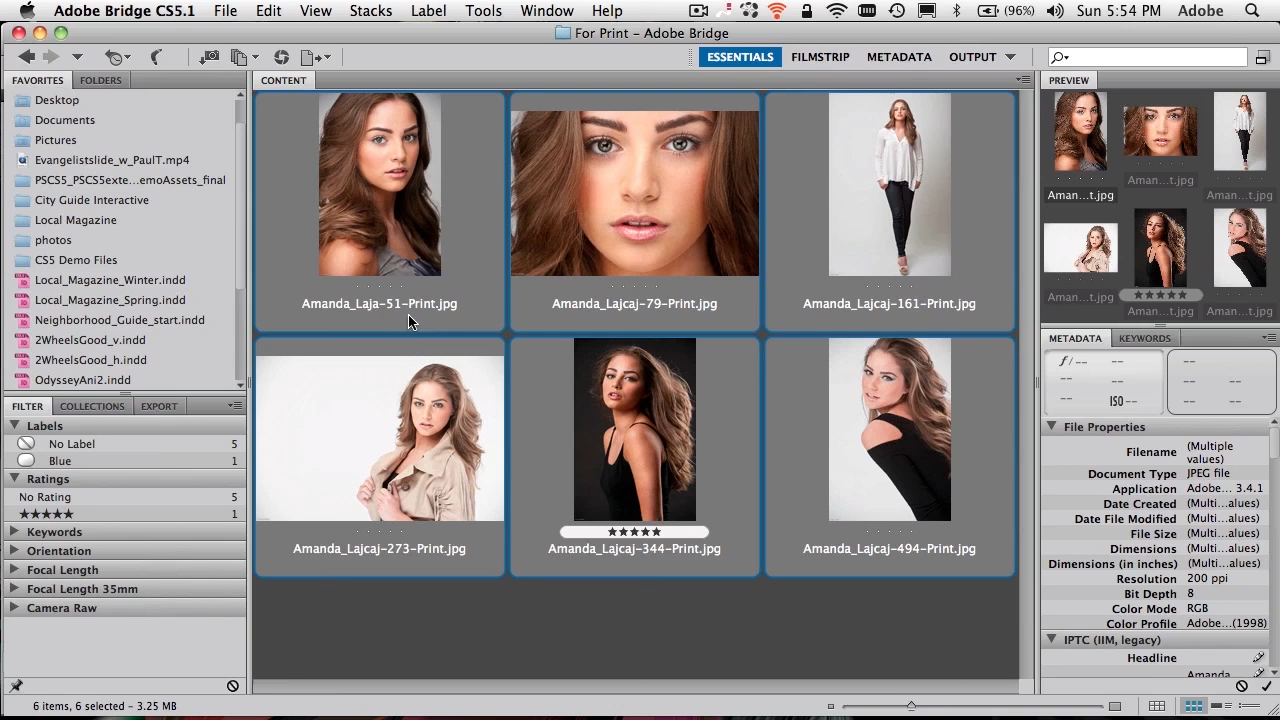 Adobe Bridge CS5.1 File Edit View Stacks Label Tools Window Help (96%) Sun 5:54 PM Adobe
For Print – Adobe Bridge
ESSENTIALS FILMSTRIP METADATA OUTPUT
FAVORITES FOLDERS
Desktop
Documents
Pictures
Evangelistslide_w_PaulT.mp4
PSCS5_PSCS5exte...emoAssets_final
City Guide Interactive
Local Magazine
photos
CS5 Demo Files
Local_Magazine_Winter.indd
Local_Magazine_Spring.indd
Neighborhood_Guide_start.indd
2WheelsGood_v.indd
2WheelsGood_h.indd
OdysseyAni2.indd
FILTER COLLECTIONS EXPORT
Labels
No Label 5
Blue 1
Ratings
No Rating 5
★★★★★ 1
Keywords
Orientation
Focal Length
Focal Length 35mm
Camera Raw
CONTENT
Amanda_Laja-51-Print.jpg
Amanda_Lajcaj-79-Print.jpg
Amanda_Lajcaj-161-Print.jpg
Amanda_Lajcaj-273-Print.jpg
★★★★★
Amanda_Lajcaj-344-Print.jpg
Amanda_Lajcaj-494-Print.jpg
PREVIEW
Aman...t.jpg
Aman...t.jpg
Aman...t.jpg
Aman...t.jpg
★★★★★
Aman...t.jpg
Aman...t.jpg
METADATA KEYWORDS
f/-- --
-- --
-- ISO--
--
-- --
--
File Properties
Filename (Multiple values)
Document Type JPEG file
Application Adobe... 3.4.1
Date Created (Multi...alues)
Date File Modified (Multi...alues)
File Size (Multi...alues)
Dimensions (Multi...alues)
Dimensions (in inches) (Multi...alues)
Resolution 200 ppi
Bit Depth 8
Color Mode RGB
Color Profile Adobe...(1998)
IPTC (IIM, legacy)
Headline
Amanda
6 items, 6 selected – 3.25 MB